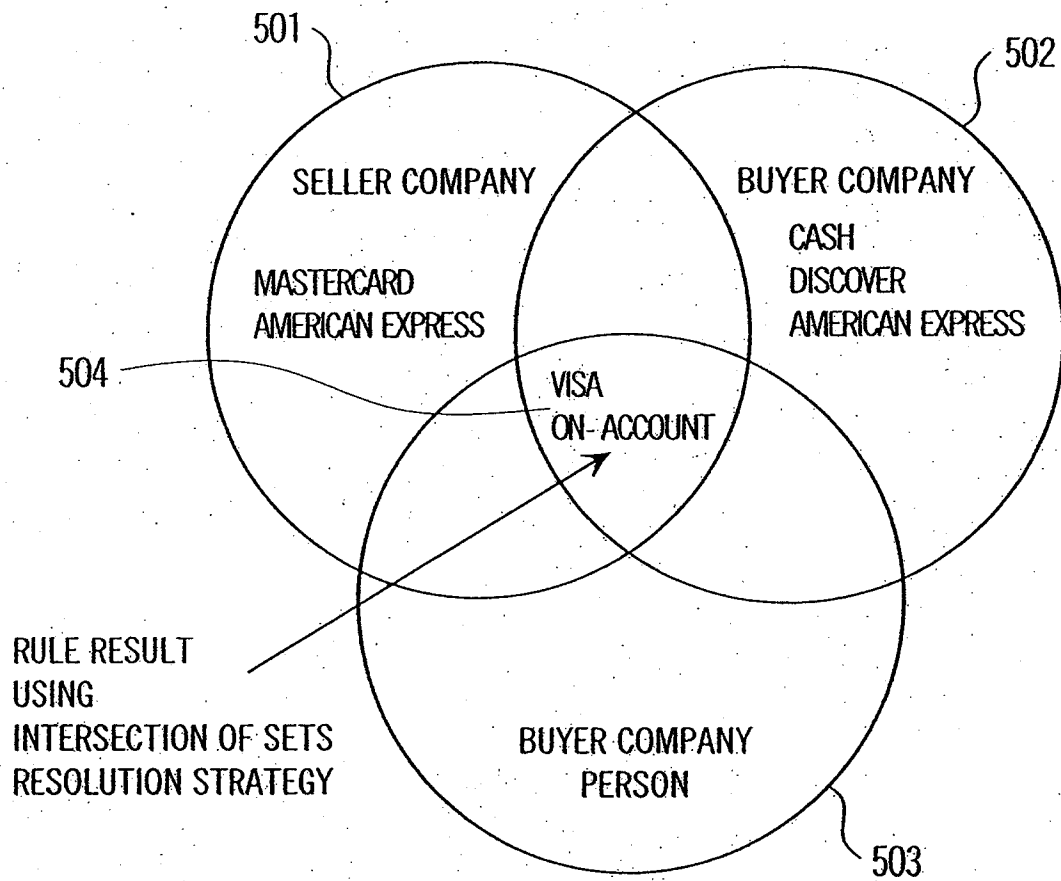 501
502
SELLER COMPANY
MASTERCARD
AMERICAN EXPRESS
BUYER COMPANY
CASH
DISCOVER
AMERICAN EXPRESS
504
VISA
ON-ACCOUNT
RULE RESULT
USING
INTERSECTION OF SETS
RESOLUTION STRATEGY
BUYER COMPANY
PERSON
503